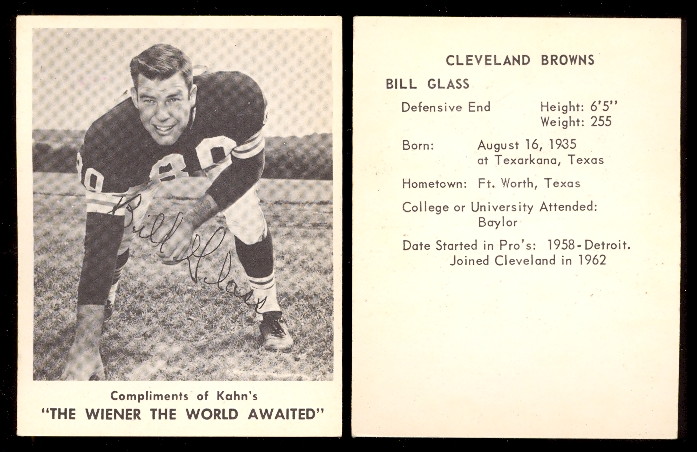 80
80
Bill Glass
Compliments of Kahn's
"THE WIENER THE WORLD AWAITED"
CLEVELAND BROWNS
BILL GLASS
Defensive End Height: 6'5"
Weight: 255
Born: August 16, 1935
at Texarkana, Texas
Hometown: Ft. Worth, Texas
College or University Attended:
Baylor
Date Started in Pro's: 1958-Detroit.
Joined Cleveland in 1962